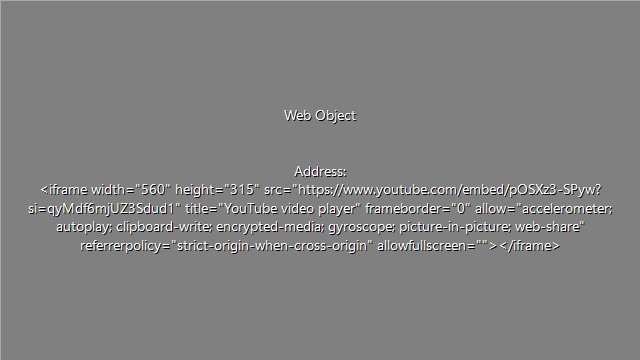 Web Object
Address:
<iframe width="560" height="315" src="https://www.youtube.com/embed/pOSXz3-SPyw?
si=qyMdf6mjUZ3Sdud1" title="YouTube video player" frameborder="0" allow="accelerometer;
autoplay; clipboard-write; encrypted-media; gyroscope; picture-in-picture; web-share"
referrerpolicy="strict-origin-when-cross-origin" allowfullscreen=""></iframe>